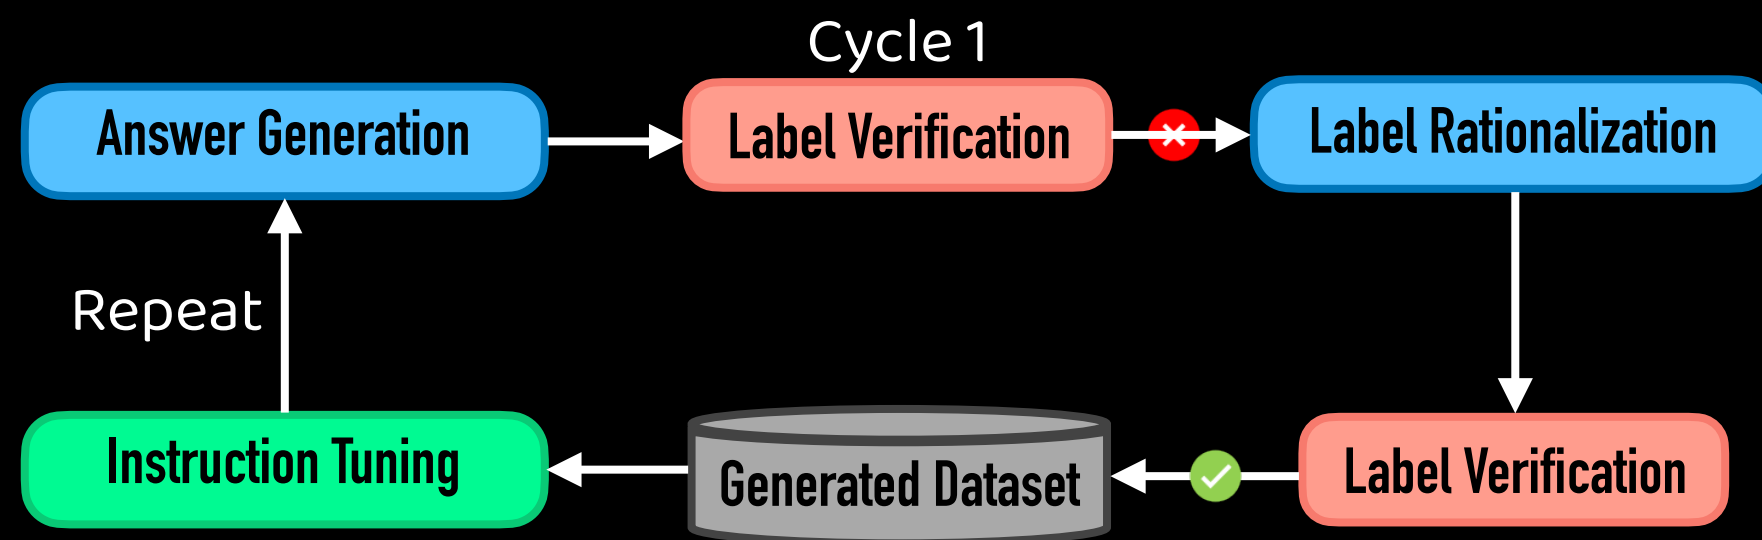 Cycle 1
Answer Generation
Label Verification
Label Rationalization
Repeat
Instruction Tuning
Generated Dataset
Label Verification